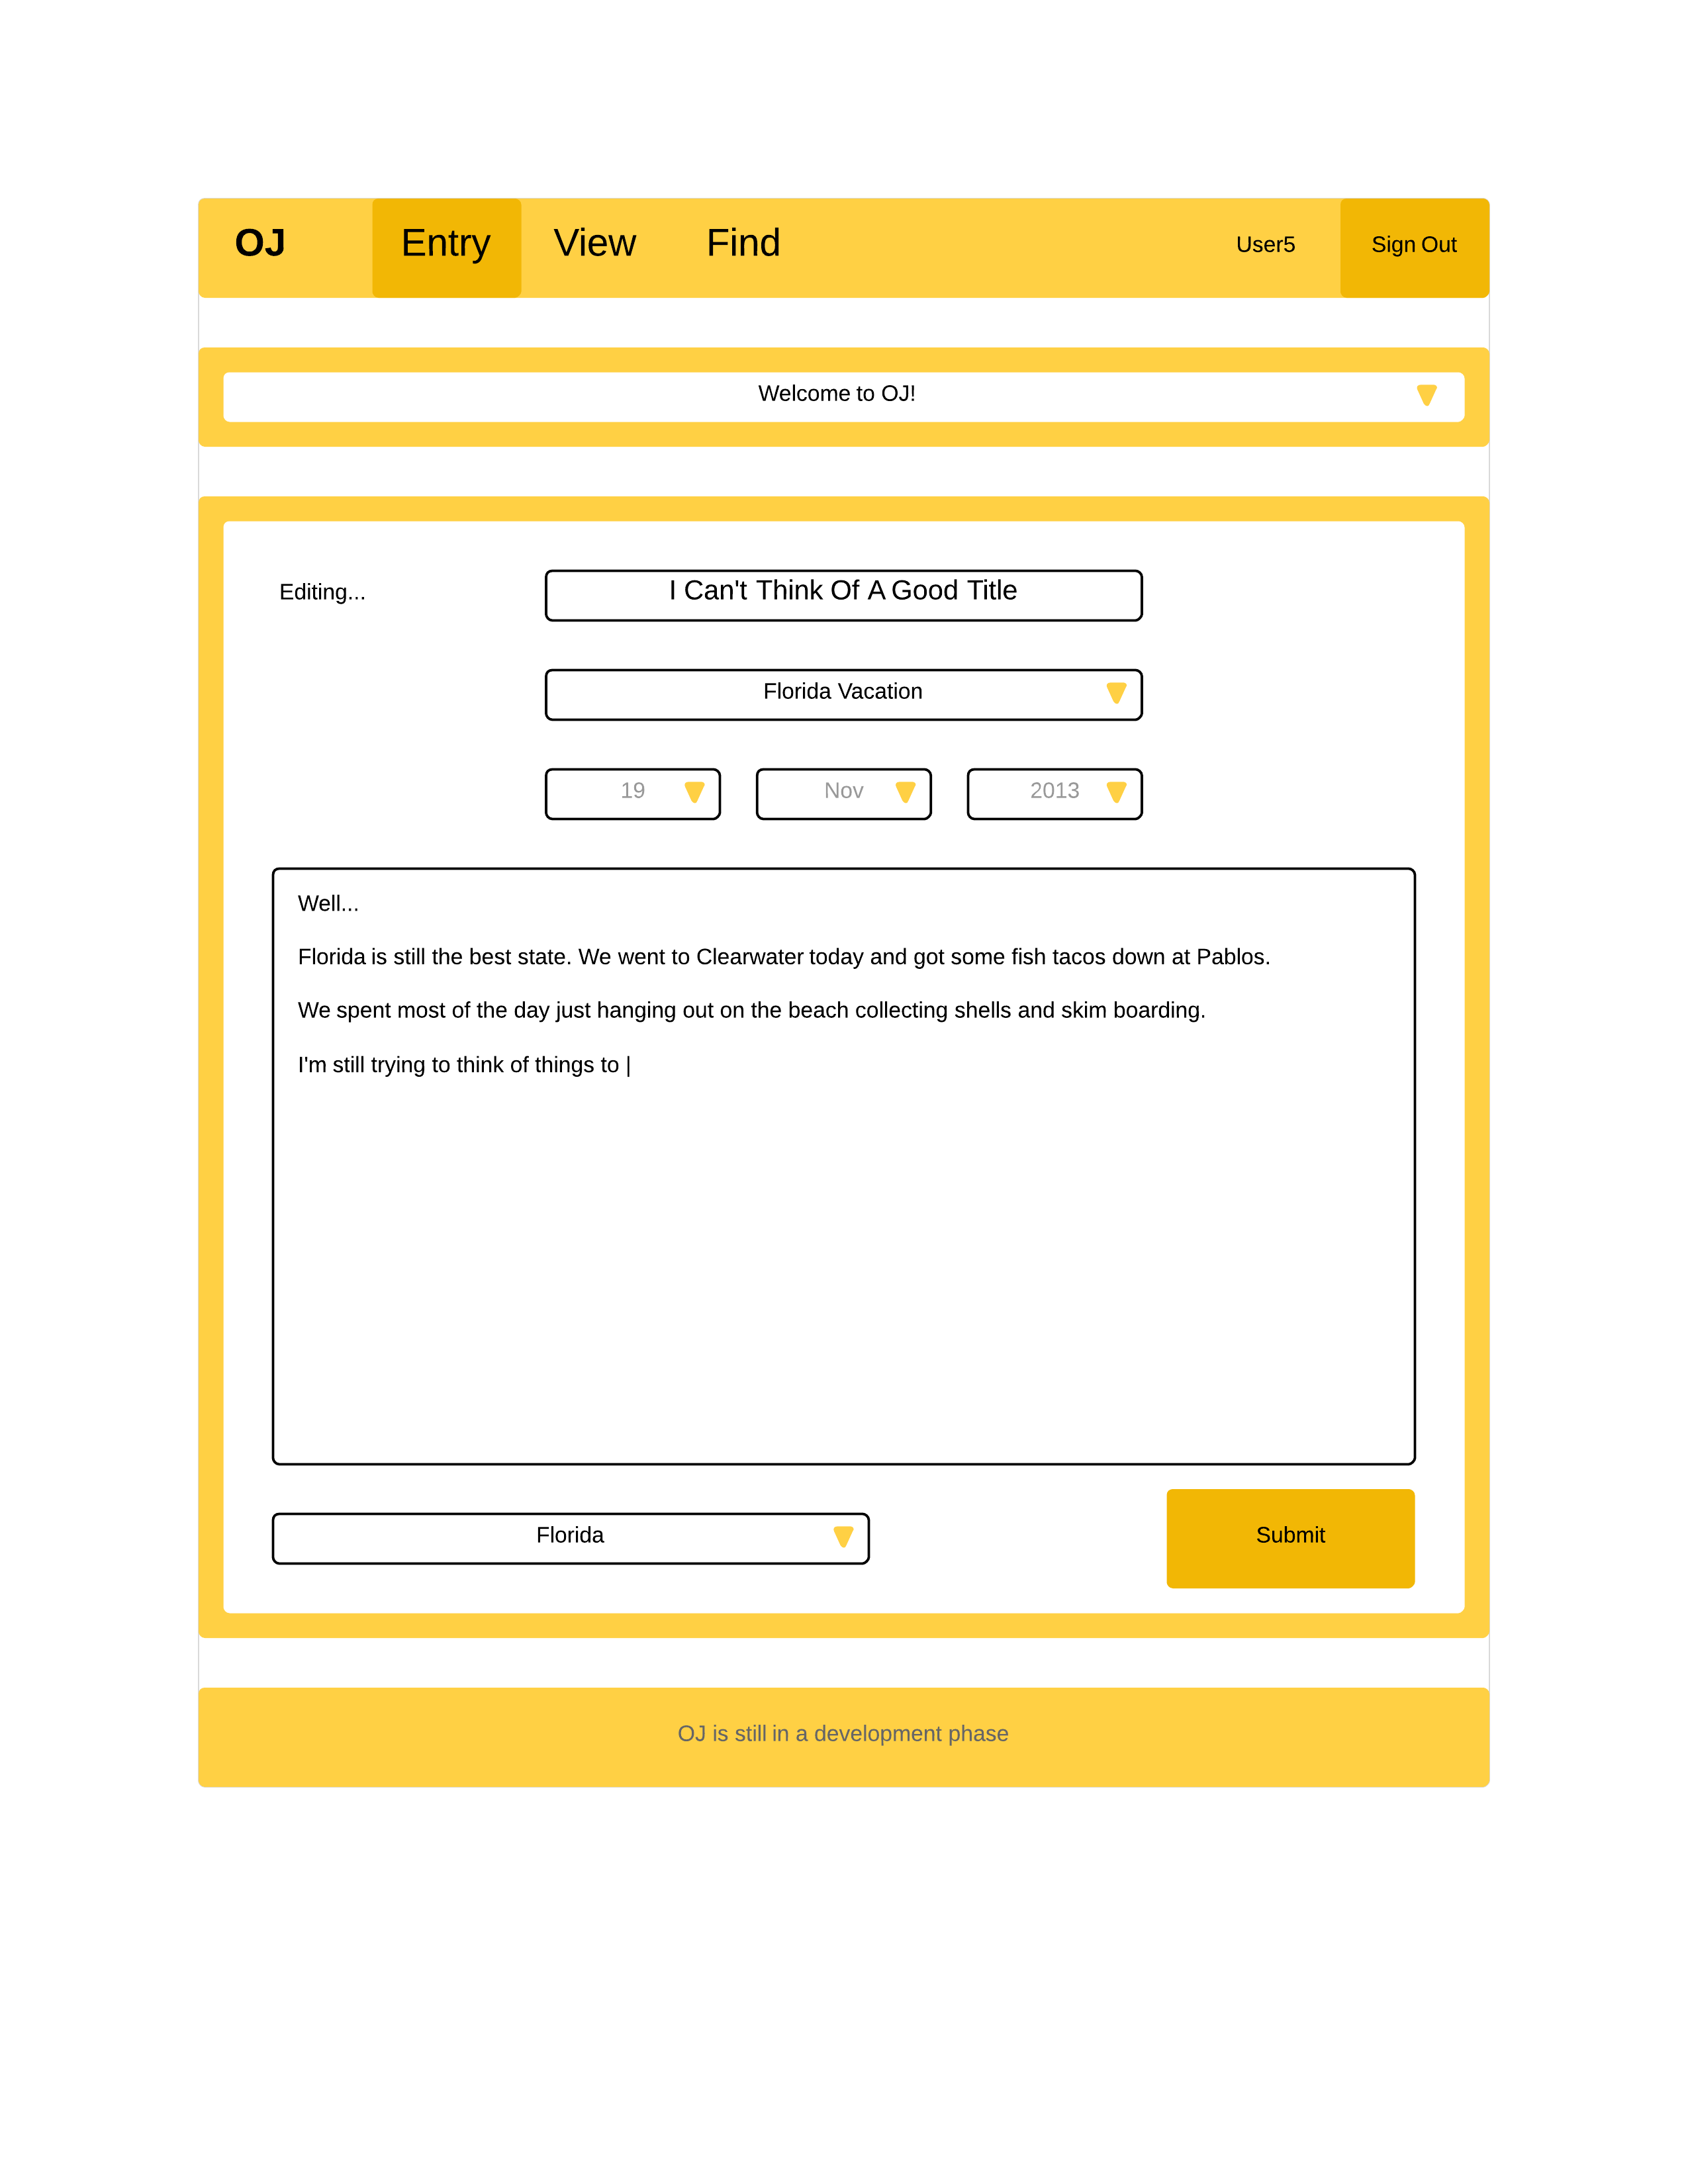 OJ Entry View Find User5 Sign Out
Welcome to OJ!
Editing... I Can't Think Of A Good Title
Florida Vacation
19 Nov 2013
Well...
Florida is still the best state. We went to Clearwater today and got some fish tacos down at Pablos.
We spent most of the day just hanging out on the beach collecting shells and skim boarding.
I'm still trying to think of things to |
Florida Submit
OJ is still in a development phase